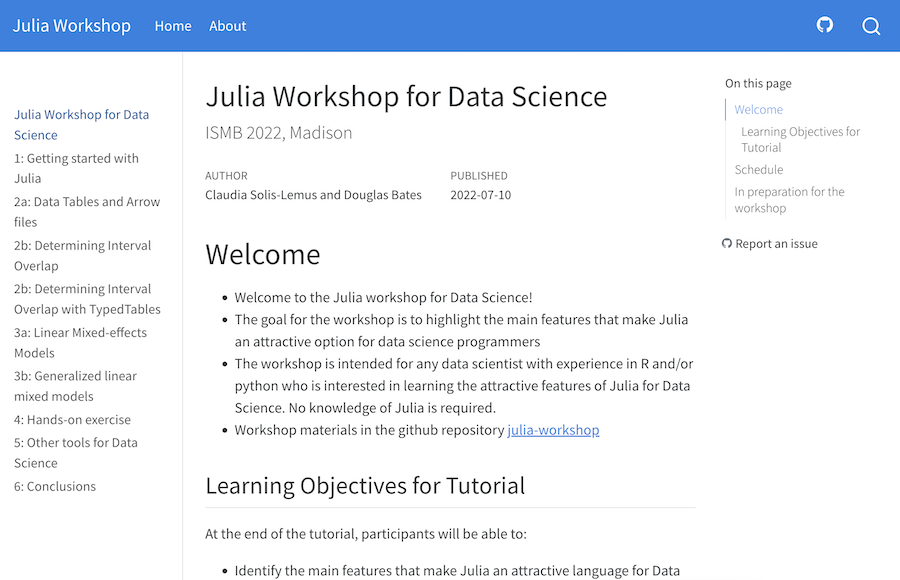 Julia Workshop Home About
Julia Workshop for Data
Science
1: Getting started with
Julia
2a: Data Tables and Arrow
files
2b: Determining Interval
Overlap
2b: Determining Interval
Overlap with TypedTables
3a: Linear Mixed-effects
Models
3b: Generalized linear
mixed models
4: Hands-on exercise
5: Other tools for Data
Science
6: Conclusions
Julia Workshop for Data Science
ISMB 2022, Madison
AUTHOR PUBLISHED
Claudia Solis-Lemus and Douglas Bates 2022-07-10
Welcome
• Welcome to the Julia workshop for Data Science!
• The goal for the workshop is to highlight the main features that make Julia
an attractive option for data science programmers
• The workshop is intended for any data scientist with experience in R and/or
python who is interested in learning the attractive features of Julia for Data
Science. No knowledge of Julia is required.
• Workshop materials in the github repository julia-workshop
Learning Objectives for Tutorial
At the end of the tutorial, participants will be able to:
• Identify the main features that make Julia an attractive language for Data
On this page
Welcome
Learning Objectives for
Tutorial
Schedule
In preparation for the
workshop
Report an issue